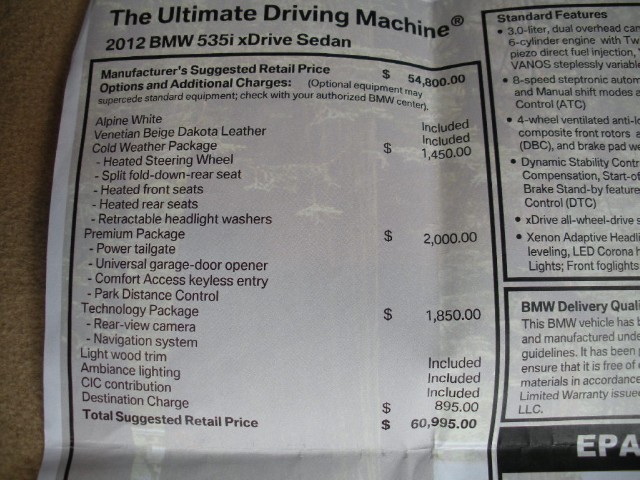 The Ultimate Driving Machine®
2012 BMW 535i xDrive Sedan
Manufacturer's Suggested Retail Price $ 54,800.00
Options and Additional Charges: (Optional equipment may
supercede standard equipment; check with your authorized BMW center).
Alpine White Included
Venetian Beige Dakota Leather Included
Cold Weather Package $ 1,450.00
- Heated Steering Wheel
- Split fold-down-rear seat
- Heated front seats
- Heated rear seats
- Retractable headlight washers
Premium Package $ 2,000.00
- Power tailgate
- Universal garage-door opener
- Comfort Access keyless entry
- Park Distance Control
Technology Package $ 1,850.00
- Rear-view camera
- Navigation system
Light wood trim Included
Ambiance lighting Included
CIC contribution Included
Destination Charge $ 895.00
Total Suggested Retail Price $ 60,995.00
Standard Features
• 3.0-liter, dual overhead
6-cylinder engine with
piezo direct fuel injection,
VANOS steplessly
• 8-speed steptronic
and Manual shift modes
Control (ATC)
• 4-wheel ventilated
composite front rotors
(DBC), and brake pad
• Dynamic Stability
Compensation,
Brake Stand-by
Control (DTC)
• xDrive all-wheel-drive
• Xenon Adaptive
leveling, LED Corona
Lights; Front foglights
BMW Delivery
This BMW vehicle has
and manufactured
guidelines. It has been
ensure that it is free of
materials in accordance
Limited Warranty
LLC.
EPA